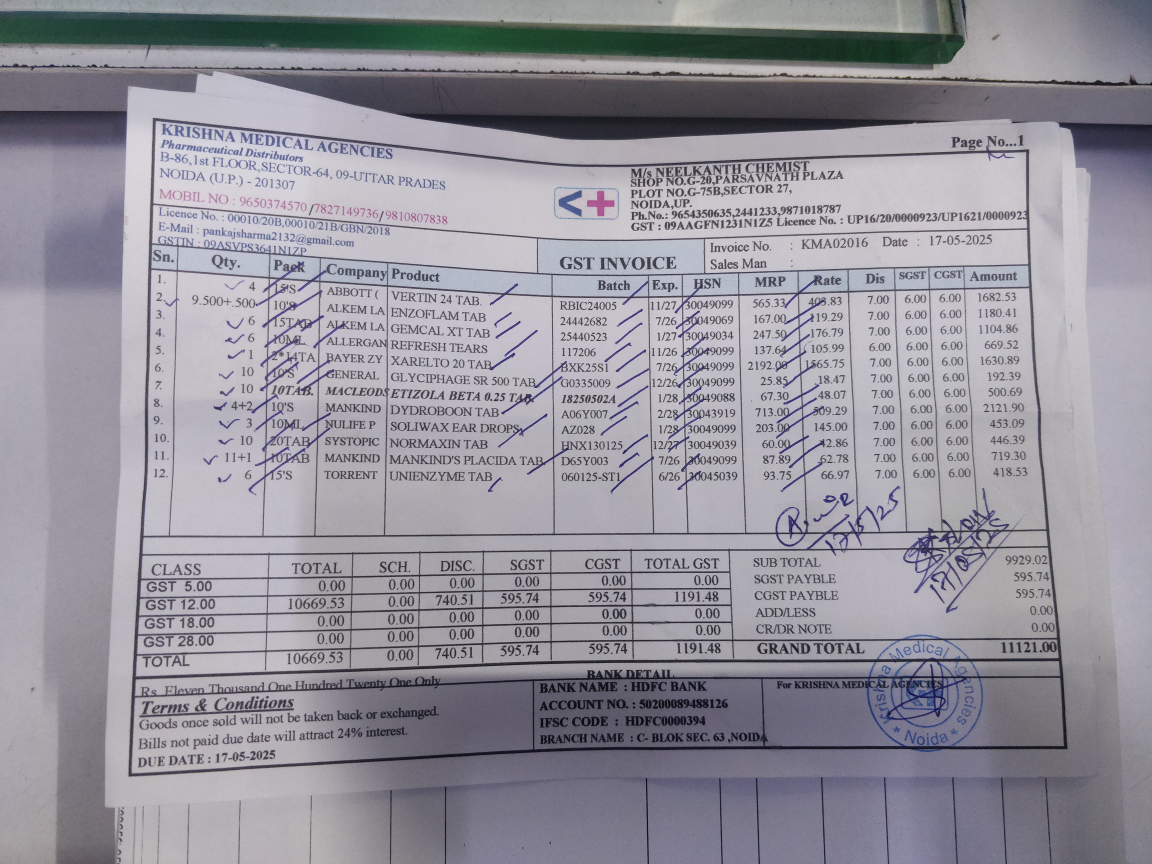 Page No...1
KRISHNA MEDICAL AGENCIES
Pharmaceutical Distributors
B-86,1st FLOOR,SECTOR-64, 09-UTTAR PRADES
NOIDA (U.P.) - 201307
MOBIL NO : 9650374570/7827149736/9810807838
Licence No. : 00010/20B,00010/21B/GBN/2018
E-Mail : pankajsharma2132@gmail.com
GSTIN : 09ASVPS3641N1ZP
M/s NEELKANTH CHEMIST
SHOP NO.G-20,PARSAVNATH PLAZA
PLOT NO.G-75B,SECTOR 27,
NOIDA,UP.
Ph.No.: 9654350635,2441233,9871018787
GST : 09AAGFN1231N1Z5 Licence No. : UP16/20/0000923/UP1621/0000923
GST INVOICE
Invoice No. : KMA02016 Date : 17-05-2025
Sales Man :
Sn. Qty. Pack Company Product Batch Exp. HSN MRP Rate Dis SGST CGST Amount
1. 4 15'S ABBOTT ( VERTIN 24 TAB. RBIC24005 11/27 30049099 565.33 403.83 7.00 6.00 6.00 1682.53
2. 9.500+.500 10'S ALKEM LA ENZOFLAM TAB 24442682 7/26 30049069 167.00 119.29 7.00 6.00 6.00 1180.41
3. 6 15TAB ALKEM LA GEMCAL XT TAB 25440523 1/27 30049034 247.50 176.79 7.00 6.00 6.00 1104.86
4. 6 10ML ALLERGAN REFRESH TEARS 117206 11/26 30049099 137.64 105.99 7.00 6.00 6.00 669.52
5. 1 2*14TA BAYER ZY XARELTO 20 TAB. BXK25S1 7/26 30049099 2192.00 1565.75 7.00 6.00 6.00 1630.89
6. 10 10'S GENERAL GLYCIPHAGE SR 500 TAB G0335009 12/26 30049099 25.85 18.47 7.00 6.00 6.00 192.39
7. 10 10TAB. MACLEODS ETIZOLA BETA 0.25 TAB. 18250502A 1/28 30049088 67.30 48.07 7.00 6.00 6.00 500.69
8. 4+2 10'S MANKIND DYDROBOON TAB A06Y007 2/28 30043919 713.00 509.29 7.00 6.00 6.00 2121.90
9. 3 10ML NULIFE P SOLIWAX EAR DROPS AZ028 1/28 30049099 203.00 145.00 7.00 6.00 6.00 453.09
10. 10 20TAB SYSTOPIC NORMAXIN TAB HNX130125 12/27 30049039 60.00 42.86 7.00 6.00 6.00 446.39
11. 11+1 10TAB MANKIND MANKIND'S PLACIDA TAB D65Y003 7/26 30049099 87.89 62.78 7.00 6.00 6.00 719.30
12. 6 15'S TORRENT UNIENZYME TAB 060125-ST1 6/26 30045039 93.75 66.97 7.00 6.00 6.00 418.53
17/5/25
17/05/25
CLASS TOTAL SCH. DISC. SGST CGST TOTAL GST
GST 5.00 0.00 0.00 0.00 0.00 0.00 0.00
GST 12.00 10669.53 0.00 740.51 595.74 595.74 1191.48
GST 18.00 0.00 0.00 0.00 0.00 0.00 0.00
GST 28.00 0.00 0.00 0.00 0.00 0.00 0.00
TOTAL 10669.53 0.00 740.51 595.74 595.74 1191.48
SUB TOTAL 9929.02
SGST PAYBLE 595.74
CGST PAYBLE 595.74
ADD/LESS 0.00
CR/DR NOTE 0.00
GRAND TOTAL 11121.00
Rs. Eleven Thousand One Hundred Twenty One Only
Terms & Conditions
Goods once sold will not be taken back or exchanged.
Bills not paid due date will attract 24% interest.
DUE DATE : 17-05-2025
BANK DETAIL
BANK NAME : HDFC BANK
ACCOUNT NO. : 50200089488126
IFSC CODE : HDFC0000394
BRANCH NAME : C- BLOK SEC. 63 ,NOIDA
For KRISHNA MEDICAL AGENCIES
Krishna Medical Agencies
Noida